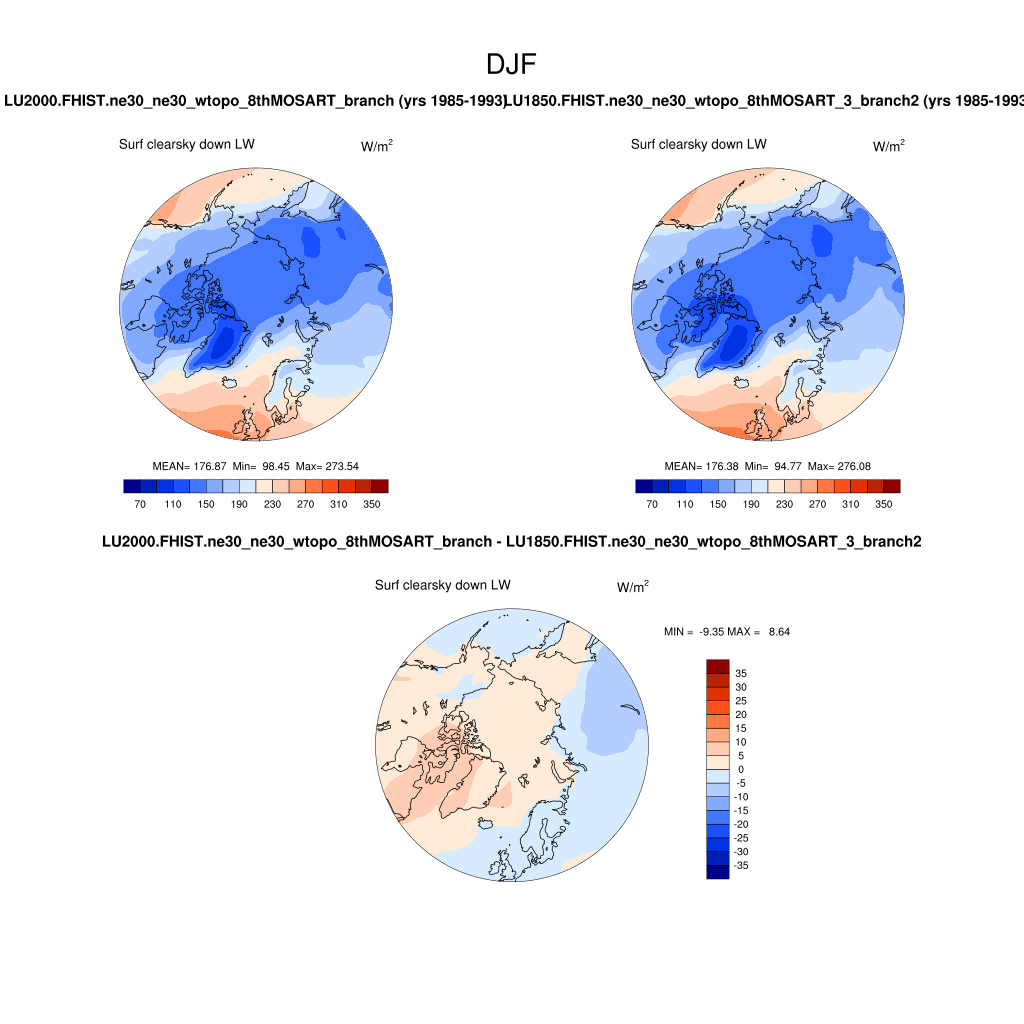 DJF
LU2000.FHIST.ne30_ne30_wtopo_8thMOSART_branch (yrs 1985-1993)
LU1850.FHIST.ne30_ne30_wtopo_8thMOSART_3_branch2 (yrs 1985-1993
Surf clearsky down LW W/m²
Surf clearsky down LW W/m²
MEAN= 176.87 Min= 98.45 Max= 273.54
MEAN= 176.38 Min= 94.77 Max= 276.08
70 110 150 190 230 270 310 350
70 110 150 190 230 270 310 350
LU2000.FHIST.ne30_ne30_wtopo_8thMOSART_branch - LU1850.FHIST.ne30_ne30_wtopo_8thMOSART_3_branch2
Surf clearsky down LW W/m²
MIN = -9.35 MAX = 8.64
35
30
25
20
15
10
5
0
-5
-10
-15
-20
-25
-30
-35